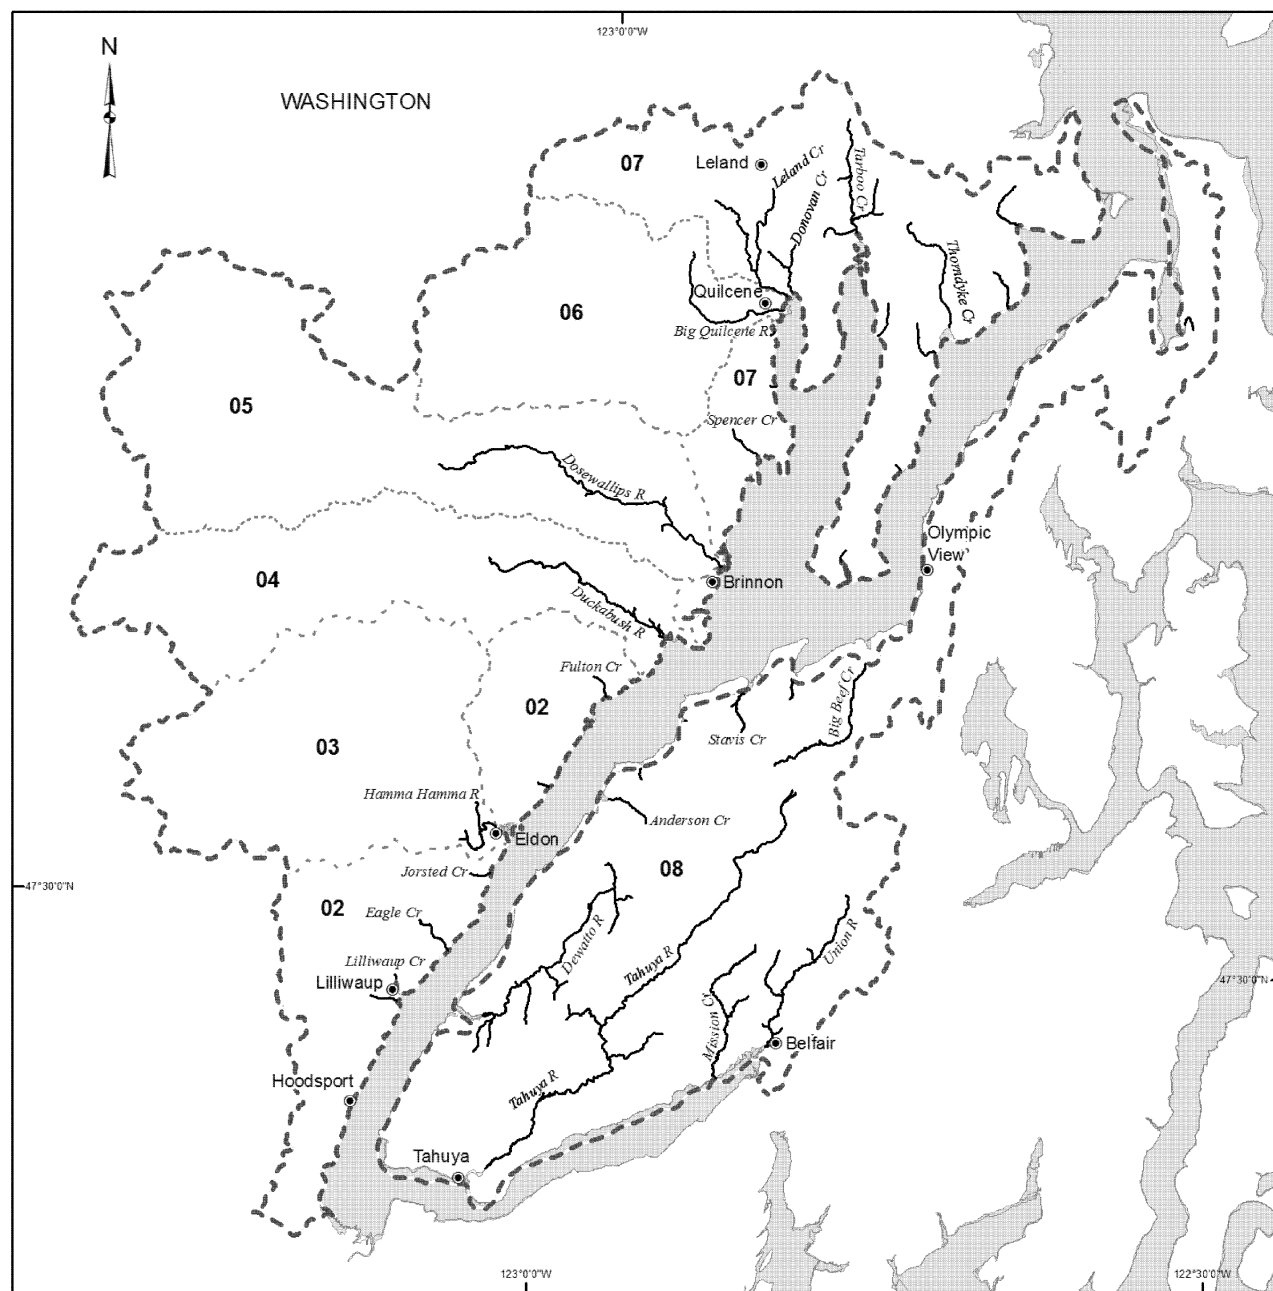 123°0'0"W
N
WASHINGTON
07
Leland
Leland Cr
Tarboo Cr
Donovan Cr
Thorndyke Cr
Quilcene
06
Big Quilcene R
07
05
Spencer Cr
Dosewallips R
Olympic
View
04
Brinnon
Duckabush R
Fulton Cr
02
Big Beef Cr
Stavis Cr
03
Hamma Hamma R
Anderson Cr
Eldon
Jorsted Cr
08
47°30'0"N
02
Eagle Cr
Dewatto R
Union R
Lilliwaup Cr
Tahuya R
Lilliwaup
47°30'0"N
Mission Cr
Belfair
Hoodsport
Tahuya R
Tahuya
123°0'0"W
122°30'0"W